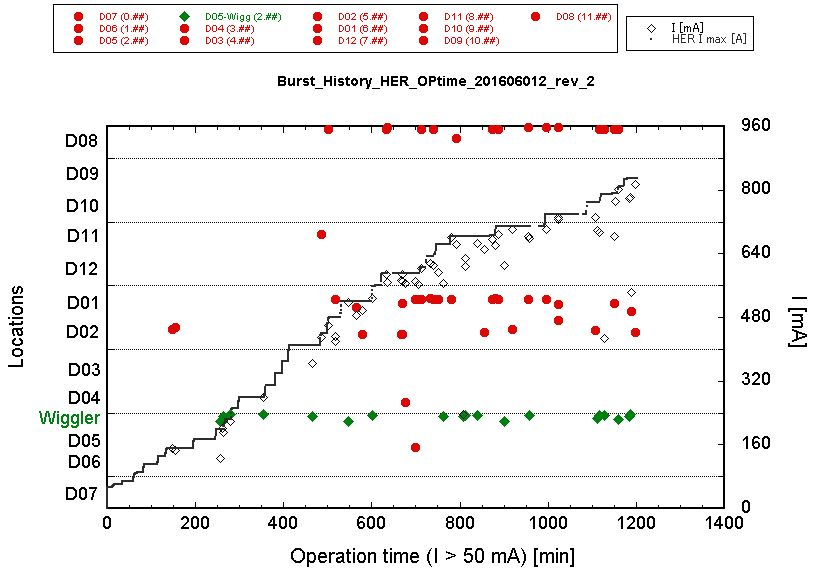 D07 (0.##) D05-Wigg (2.##) D02 (5.##) D11 (8.##) D08 (11.##)
D06 (1.##) D04 (3.##) D01 (6.##) D10 (9.##)
D05 (2.##) D03 (4.##) D12 (7.##) D09 (10.##)
I [mA]
HER I max [A]
Burst_History_HER_OPtime_201606012_rev_2
D08
D09
D10
D11
D12
D01
D02
D03
D04
Wiggler
D05
D06
D07
Locations
960
800
640
480
320
160
0
I [mA]
0 200 400 600 800 1000 1200 1400
Operation time (I > 50 mA) [min]